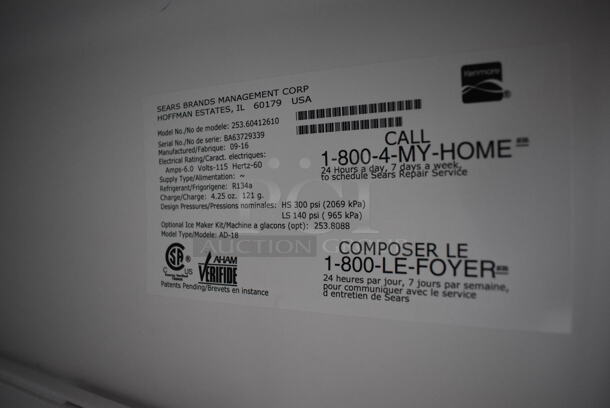 SEARS BRANDS MANAGEMENT CORP
HOFFMAN ESTATES, IL 60179 USA
Kenmore
Model No./No de modele: 253.60412610
Serial No./No de serie: BA63729339
Manufactured/Fabrique: 09-16
Electrical Rating/Caract. electriques:
Amps-6.0 Volts-115 Hertz-60
Supply Type/Alimentation: ~
Refrigerant/Frigorigene: R134a
Charge/Charge: 4.25 oz. 121 g.
Design Pressures/Pressions nominales: HS 300 psi (2069 kPa)
LS 140 psi ( 965 kPa)
Optional Ice Maker Kit/Machine a glacons (opt): 253.8088
Model Type/Modele: AD-18
CALL
1-800-4-MY-HOME
24 Hours a day, 7 days a week,
to schedule Sears Repair Service
AUCTION
COMPOSER LE
1-800-LE-FOYER
24 heures par jour, 7 jours par semaine,
pour communiquer avec le service
d entretien de Sears
C US
AHAM
VERIFIDE
Patents Pending/Brevets en instance